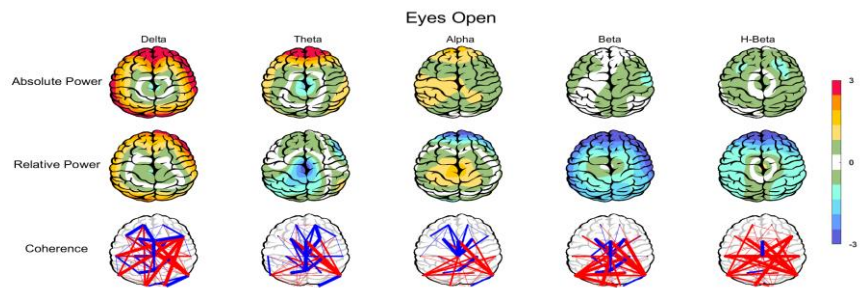 Eyes Open
Delta Theta Alpha Beta H-Beta
Absolute Power
3
Relative Power
0
Coherence
-3